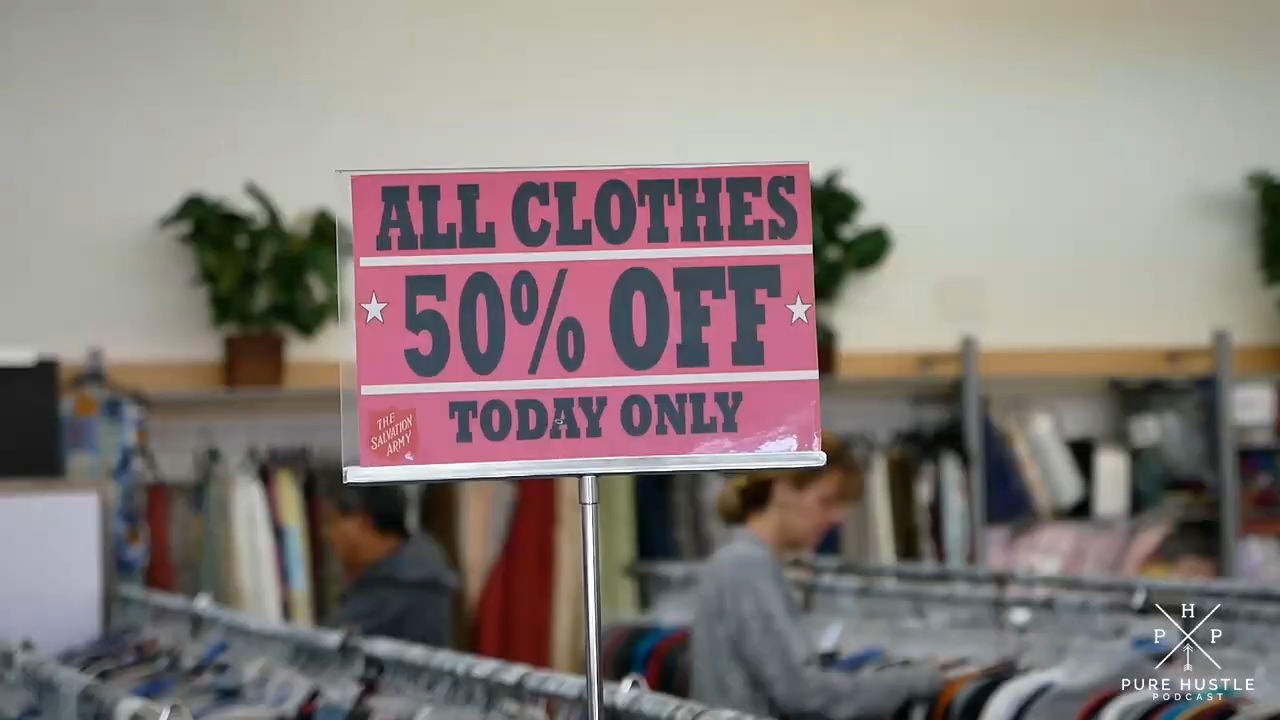 ALL CLOTHES
50% OFF
TODAY ONLY
THE
SALVATION
ARMY
H
P P
PURE HUSTLE
PODCAST